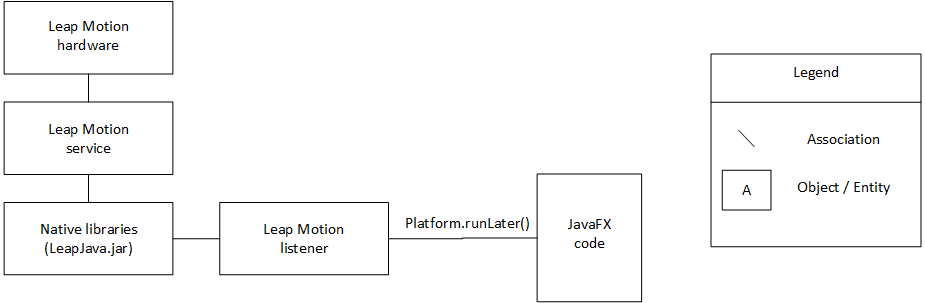 Leap Motion
hardware
Leap Motion
service
Native libraries
(LeapJava.jar)
Leap Motion
listener
Platform.runLater()
JavaFX
code
Legend
Association
A
Object / Entity